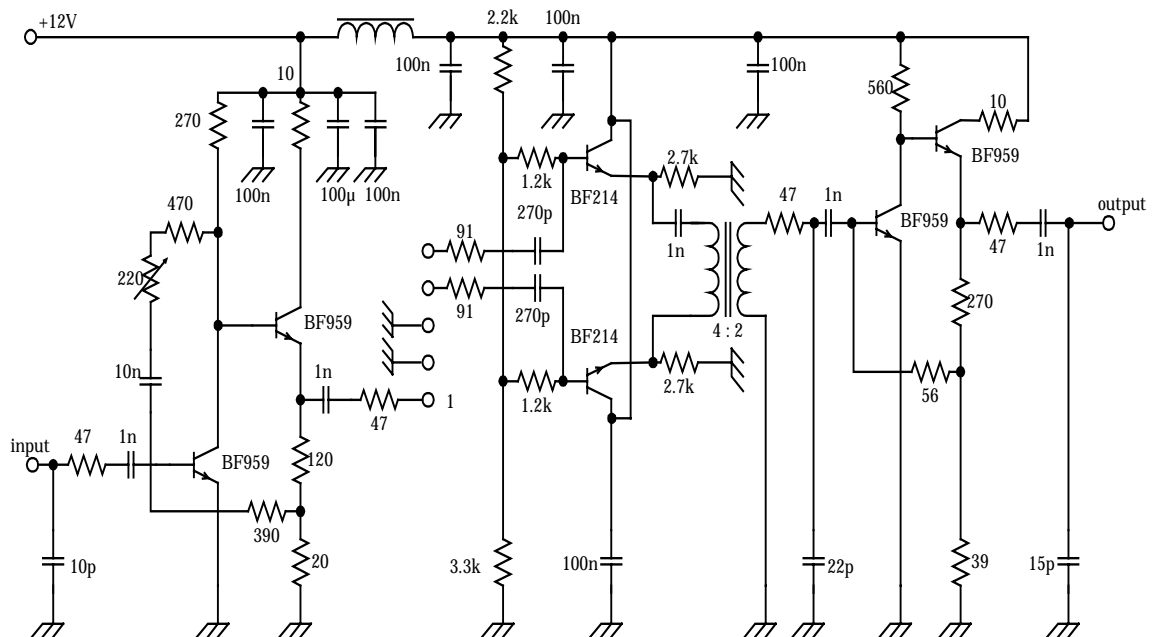 +12V
2.2k
100n
100n
100n
10
270
560
10
BF959
100n
100µ
100n
1.2k
BF214
2.7k
470
270p
47
1n
BF959
output
91
1n
47
1n
220
91
270p
BF214
4 : 2
270
BF959
10n
1n
47
1
1.2k
2.7k
56
input
47
1n
BF959
120
390
10p
20
3.3k
100n
22p
39
15p